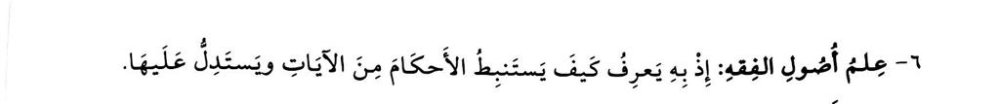 ٦- عِلمُ أُصُولِ الفِقهِ: إِذْ بِهِ يَعرِفُ كَيفَ يَستَنبِطُ الأَحكَامَ مِنَ الآيَاتِ ويَستَدِلُّ عَلَيهَا.